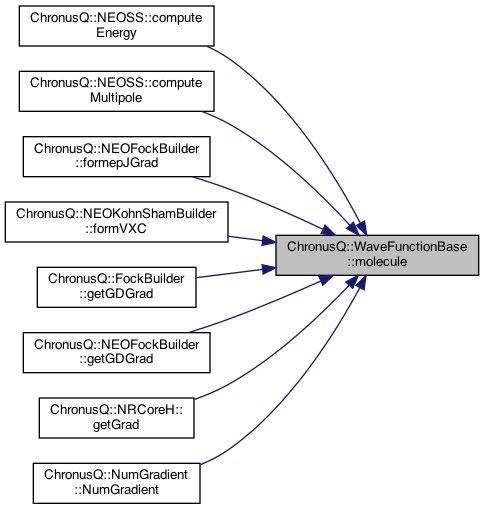 ChronusQ::NEOSS::compute
Energy
ChronusQ::NEOSS::compute
Multipole
ChronusQ::NEOFockBuilder
::formepJGrad
ChronusQ::NEOKohnShamBuilder
::formVXC
ChronusQ::WaveFunctionBase
::molecule
ChronusQ::FockBuilder
::getGDGrad
ChronusQ::NEOFockBuilder
::getGDGrad
ChronusQ::NRCoreH::
getGrad
ChronusQ::NumGradient
::NumGradient